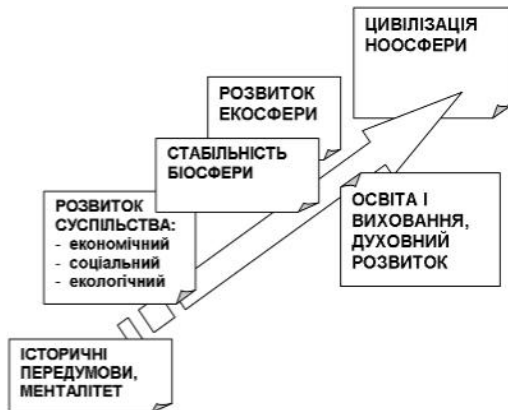 ЦИВІЛІЗАЦІЯ
НООСФЕРИ
РОЗВИТОК
ЕКОСФЕРИ
СТАБІЛЬНІСТЬ
БІОСФЕРИ
РОЗВИТОК
СУСПІЛЬСТВА:
- економічний
- соціальний
- екологічний
ОСВІТА І
ВИХОВАННЯ,
ДУХОВНИЙ
РОЗВИТОК
ІСТОРИЧНІ
ПЕРЕДУМОВИ,
МЕНТАЛІТЕТ